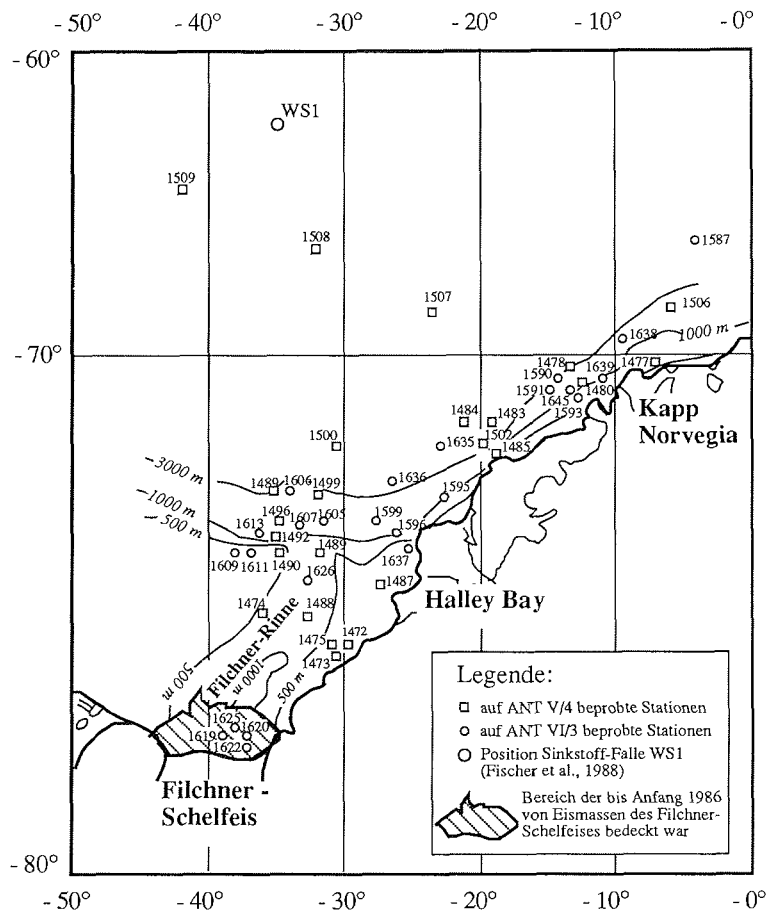 - 50° - 40° - 30° - 20° - 10° - 0°
- 60°
WS1
1509
1508
1587
1507
1506
- 70°
1638 1000 m
1478 1639 1477
1590
1591 1480
1645
1593
Kapp
Norvegia
1484 1483
1502
1500 1635 1485
- 3000 m
1489 1606 1499 1636
1595
- 1000 m
- 500 m
1496 1605
1613 1607 1599 1596
1492
1609 1611 1490 1489 1637
1626
1487
Halley Bay
1474 1488
Filchner-Rinne
1475 1472
1473
500 m
1000 m
500 m
1625
1619 1620
1622
Filchner -
Schelfeis
Legende:
auf ANT V/4 beprobte Stationen
auf ANT VI/3 beprobte Stationen
Position Sinkstoff-Falle WS1
(Fischer et al., 1988)
Bereich der bis Anfang 1986
von Eismassen des Filchner-
Schelfeises bedeckt war
- 80°
- 50° - 40° - 30° - 20° - 10° - 0°